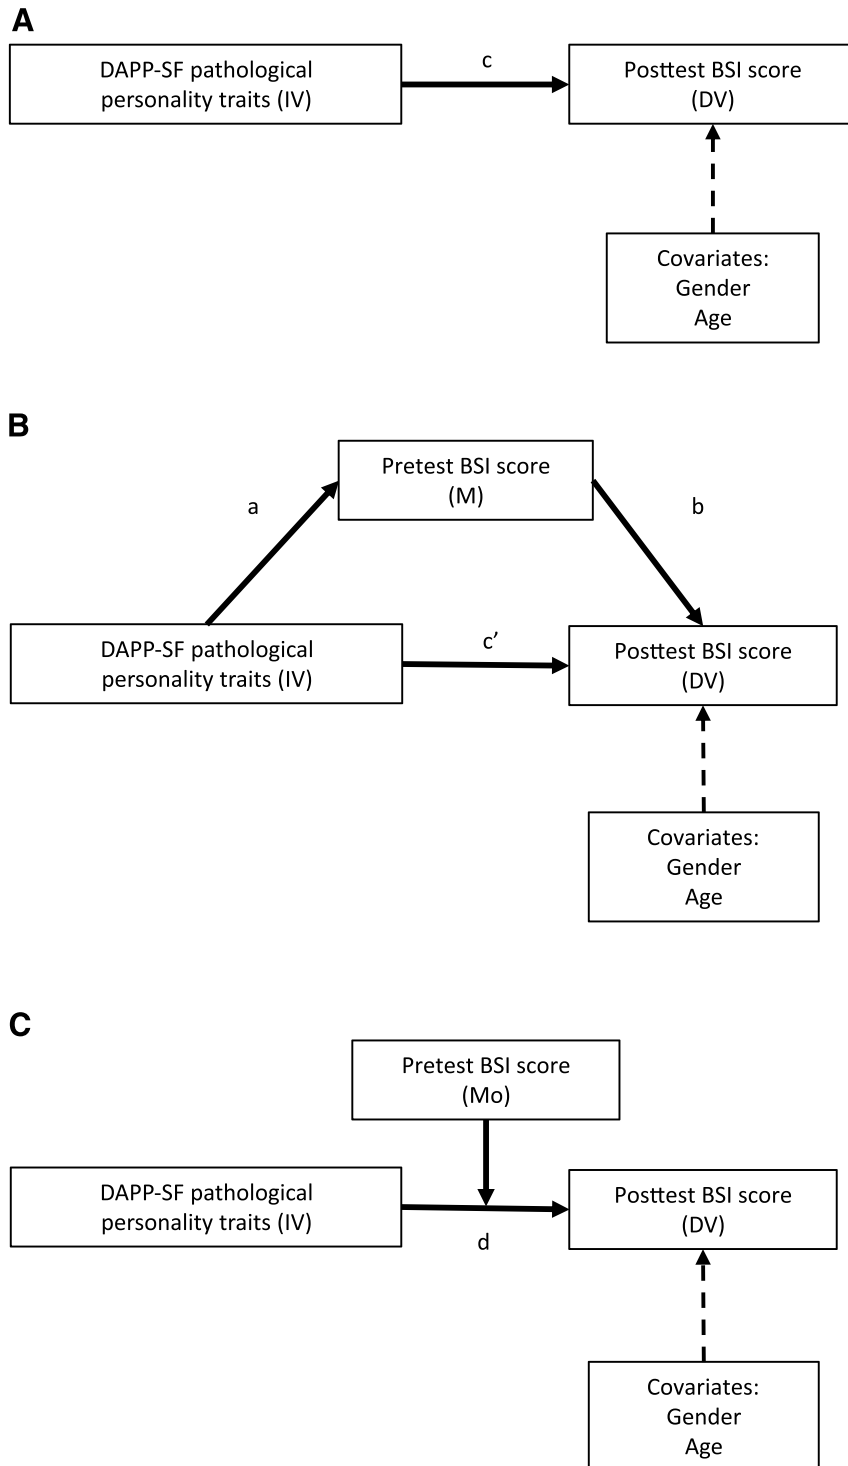 A
DAPP-SF pathological
personality traits (IV)
c
Posttest BSI score
(DV)
Covariates:
Gender
Age
B
Pretest BSI score
(M)
a
b
DAPP-SF pathological
personality traits (IV)
c’
Posttest BSI score
(DV)
Covariates:
Gender
Age
C
Pretest BSI score
(Mo)
DAPP-SF pathological
personality traits (IV)
d
Posttest BSI score
(DV)
Covariates:
Gender
Age